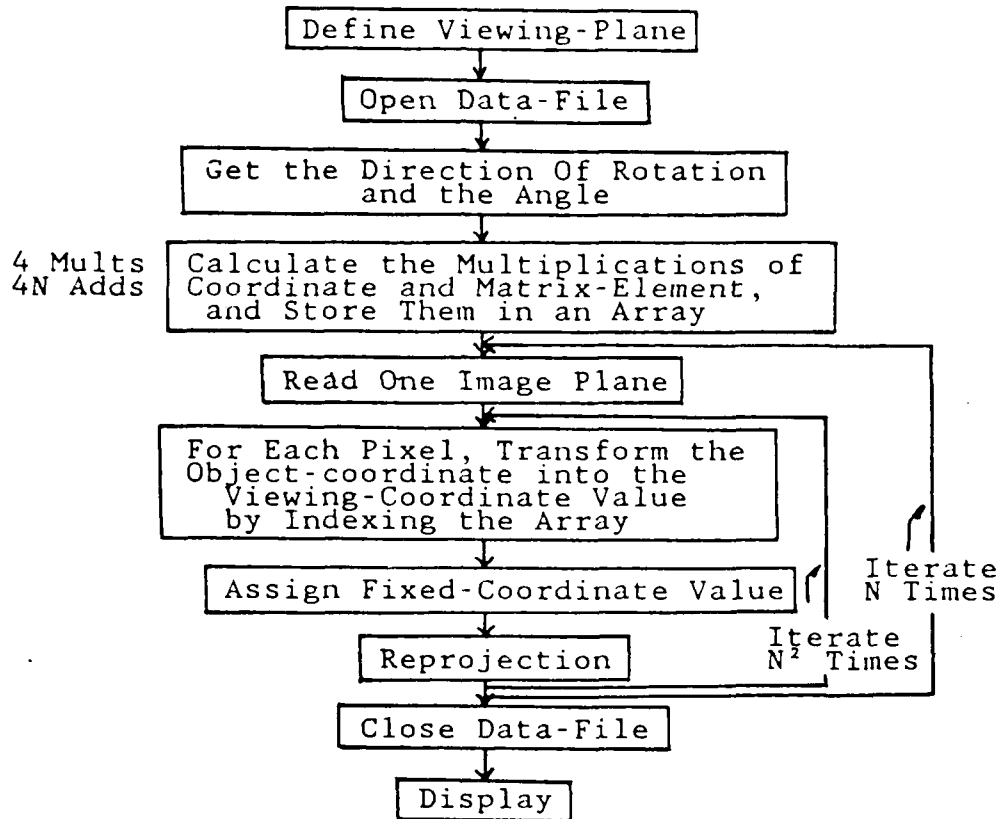 Define Viewing-Plane
Open Data-File
Get the Direction Of Rotation
and the Angle
4 Mults
4N Adds
Calculate the Multiplications of
Coordinate and Matrix-Element,
and Store Them in an Array
Read One Image Plane
For Each Pixel, Transform the
Object-coordinate into the
Viewing-Coordinate Value
by Indexing the Array
Assign Fixed-Coordinate Value
Iterate
N Times
Iterate
N² Times
Reprojection
Close Data-File
Display